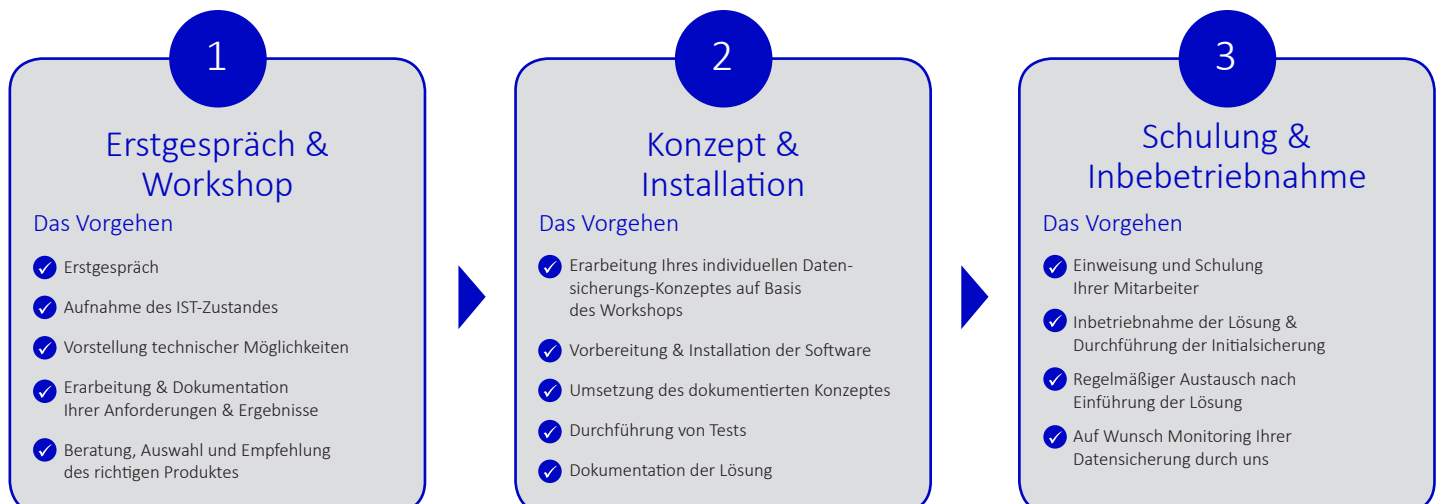 1
Erstgespräch &
Workshop
Das Vorgehen
Erstgespräch
Aufnahme des IST-Zustandes
Vorstellung technischer Möglichkeiten
Erarbeitung & Dokumentation
Ihrer Anforderungen & Ergebnisse
Beratung, Auswahl und Empfehlung
des richtigen Produktes
2
Konzept &
Installation
Das Vorgehen
Erarbeitung Ihres individuellen Daten-
sicherungs-Konzeptes auf Basis
des Workshops
Vorbereitung & Installation der Software
Umsetzung des dokumentierten Konzeptes
Durchführung von Tests
Dokumentation der Lösung
3
Schulung &
Inbebetriebnahme
Das Vorgehen
Einweisung und Schulung
Ihrer Mitarbeiter
Inbetriebnahme der Lösung &
Durchführung der Initialsicherung
Regelmäßiger Austausch nach
Einführung der Lösung
Auf Wunsch Monitoring Ihrer
Datensicherung durch uns